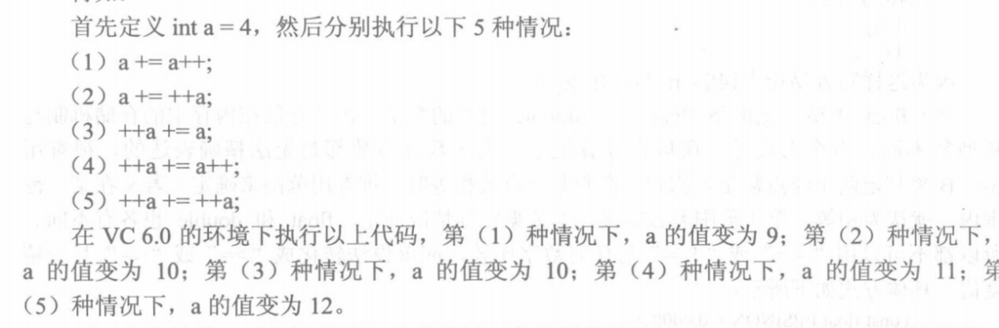 首先定义 int a = 4，然后分别执行以下 5 种情况：
（1）a += a++;
（2）a += ++a;
（3）++a += a;
（4）++a += a++;
（5）++a += ++a;
在 VC 6.0 的环境下执行以上代码，第（1）种情况下，a 的值变为 9；第（2）种情况下，
a 的值变为 10；第（3）种情况下，a 的值变为 10；第（4）种情况下，a 的值变为 11；第
（5）种情况下，a 的值变为 12。